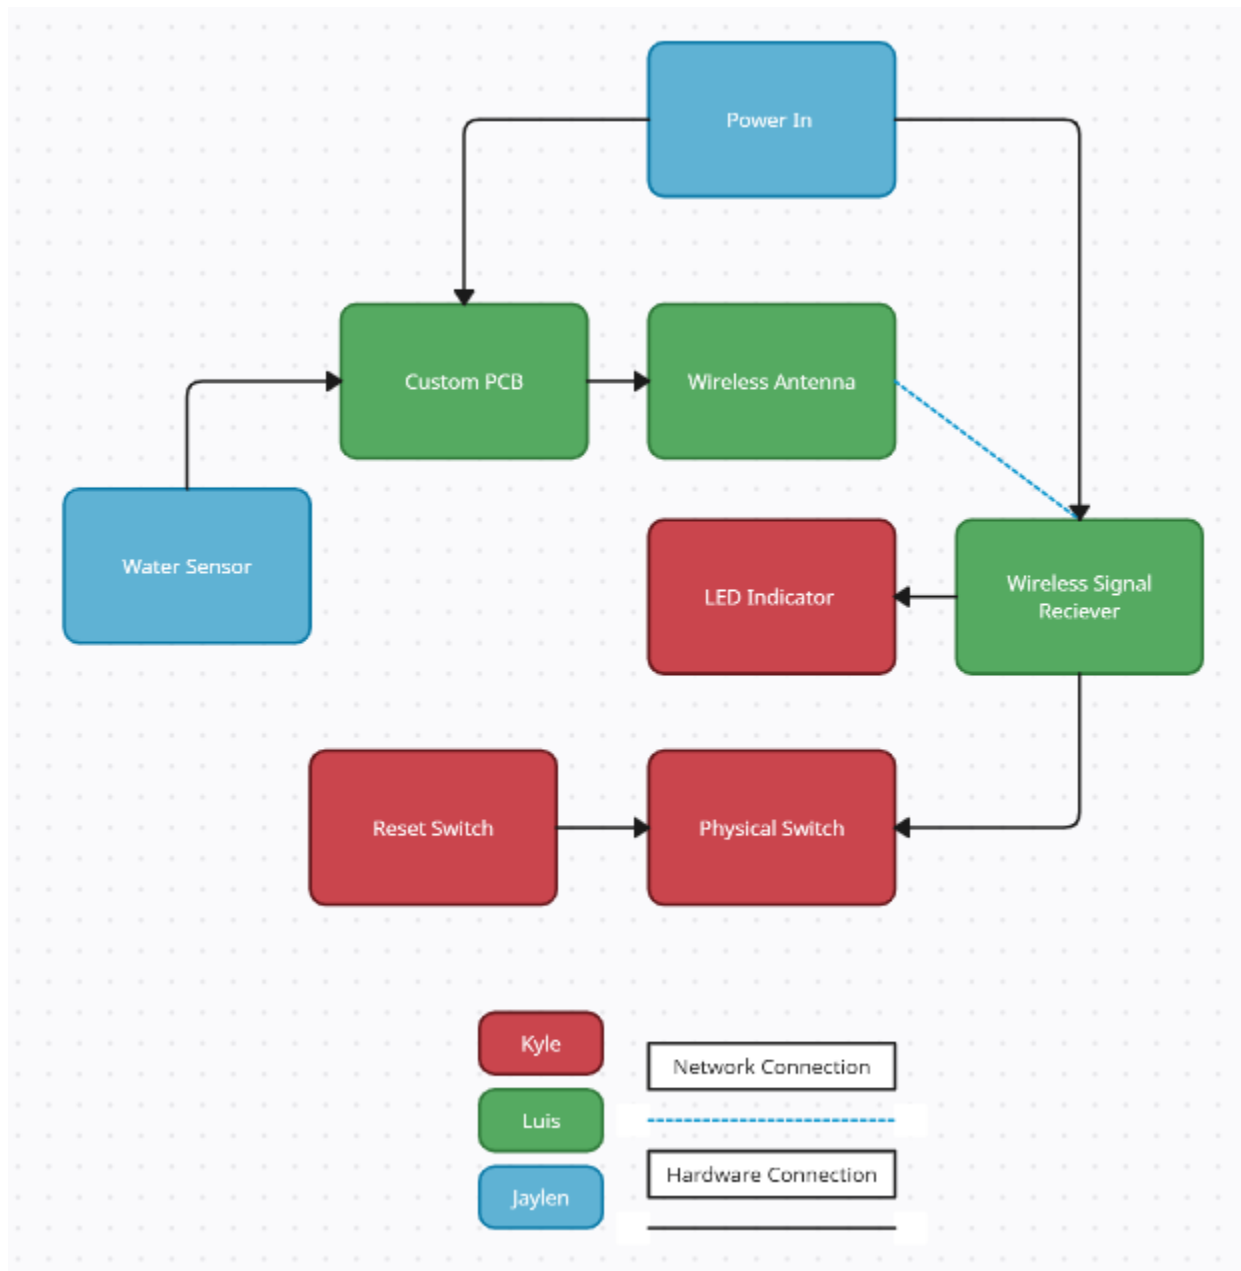 Power In
Custom PCB
Wireless Antenna
Water Sensor
LED Indicator
Wireless Signal
Reciever
Reset Switch
Physical Switch
Kyle
Luis
Jaylen
Network Connection
Hardware Connection